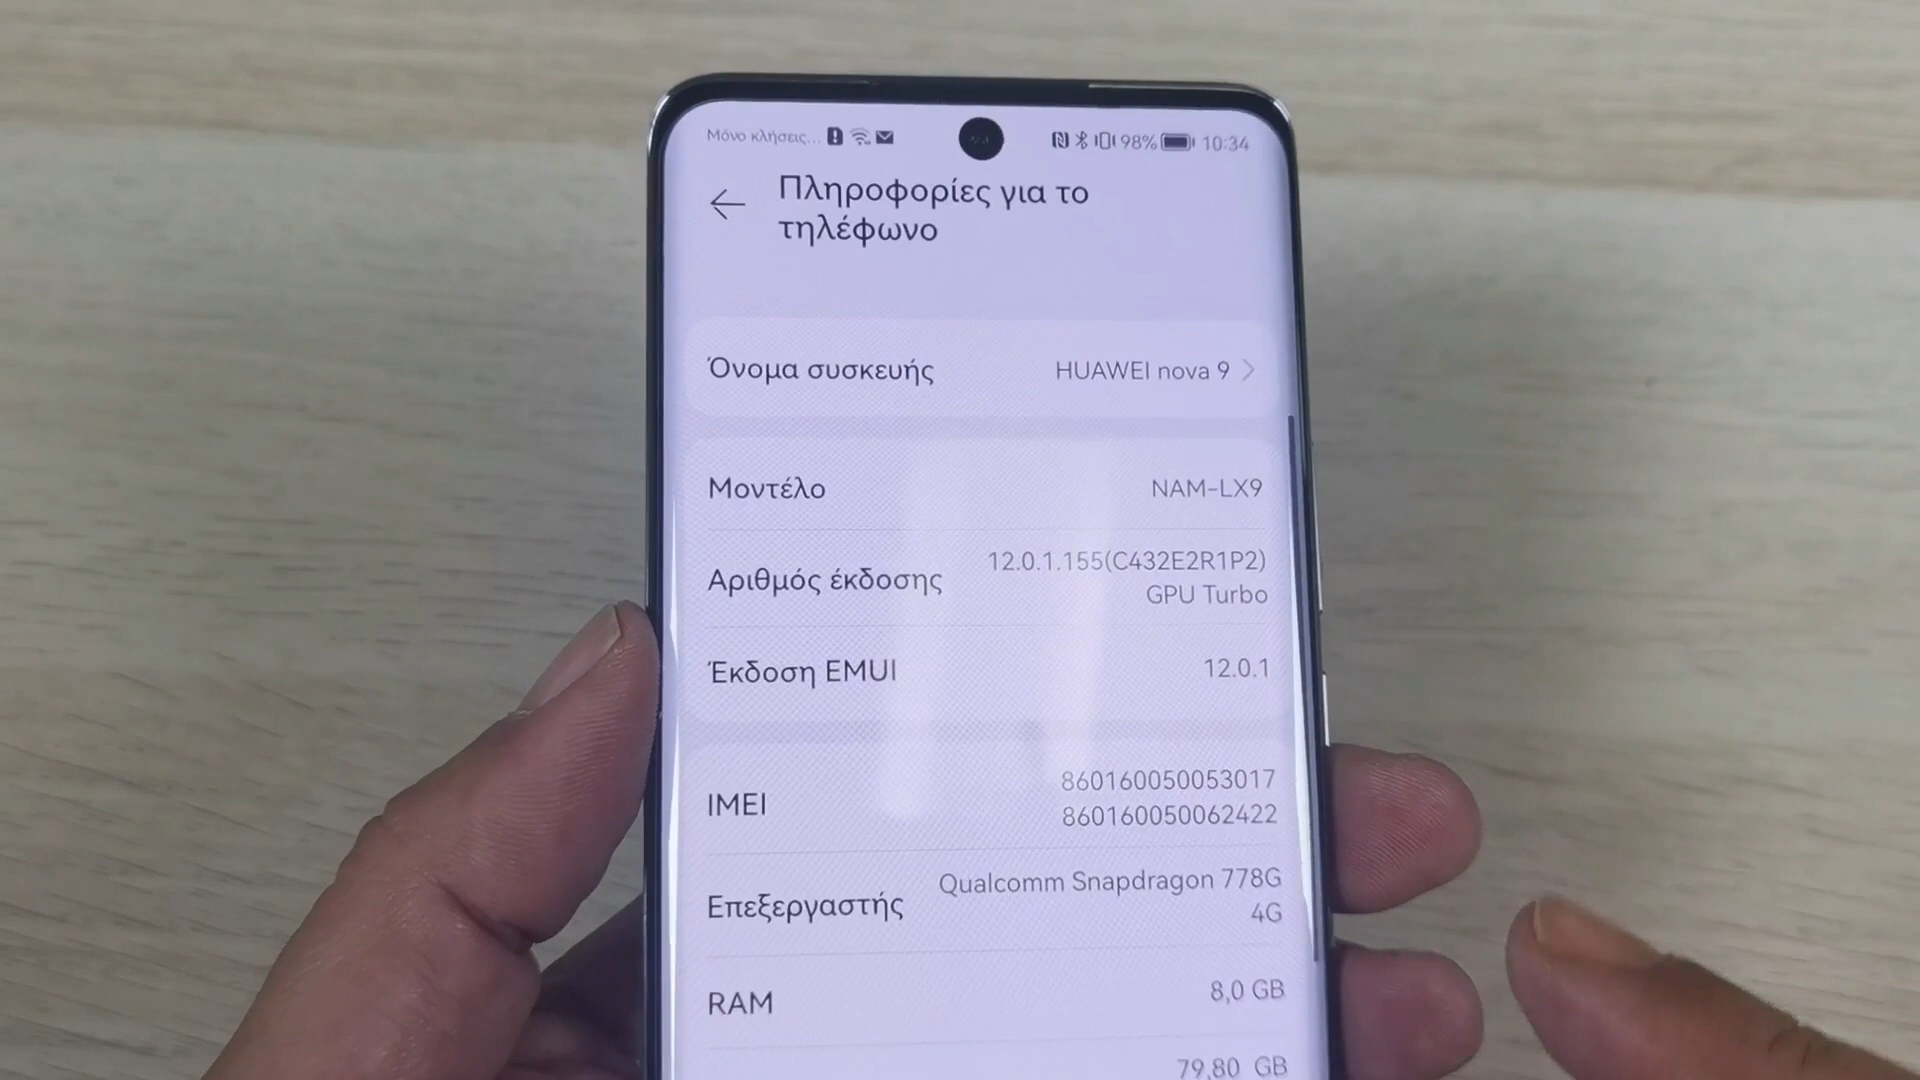 Μόνο κλήσεις... 98% 10:34
Πληροφορίες για το
τηλέφωνο
Όνομα συσκευής HUAWEI nova 9
Μοντέλο NAM-LX9
Αριθμός έκδοσης 12.0.1.155(C432E2R1P2)
GPU Turbo
Έκδοση EMUI 12.0.1
IMEI 860160050053017
860160050062422
Επεξεργαστής Qualcomm Snapdragon 778G
4G
RAM 8,0 GB
79,80 GB